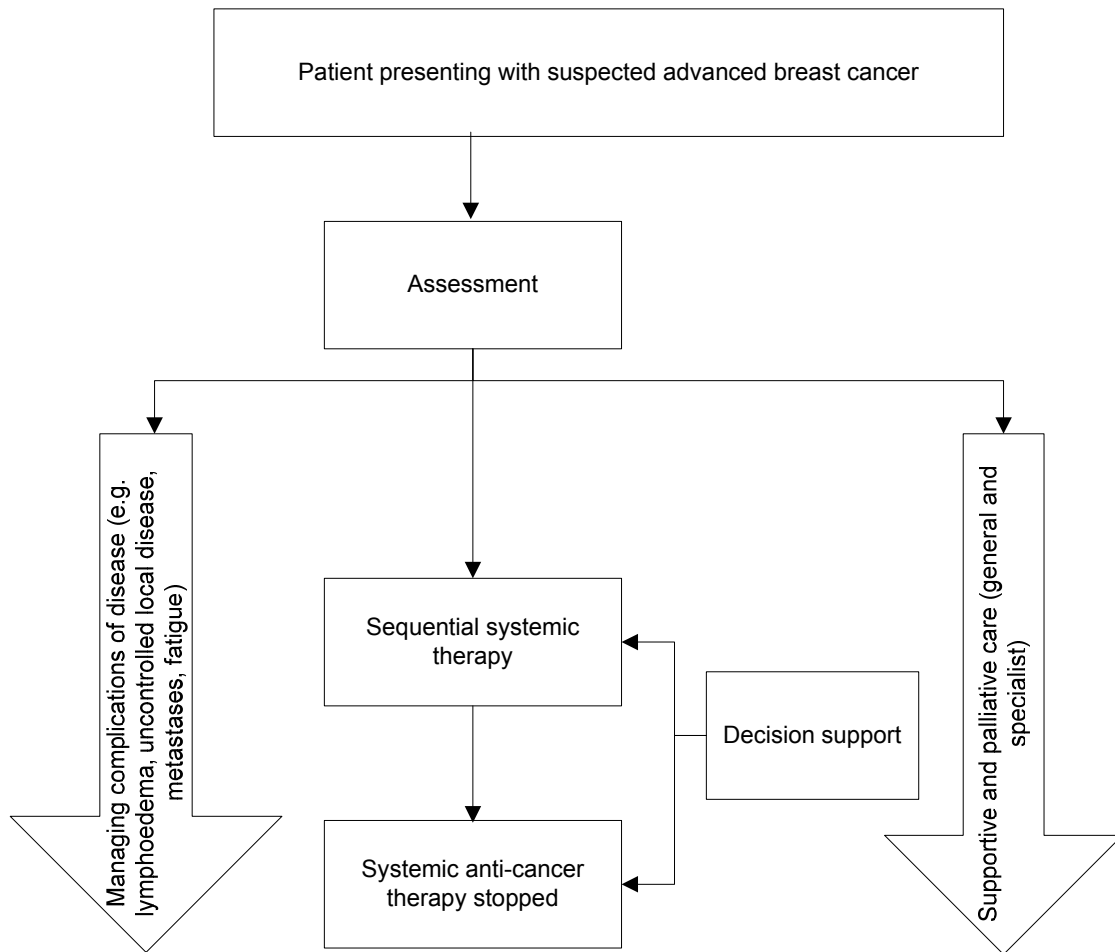 Patient presenting with suspected advanced breast cancer
Assessment
Managing complications of disease (e.g.
lymphoedema, uncontrolled local disease,
metastases, fatigue)
Sequential systemic
therapy
Decision support
Systemic anti-cancer
therapy stopped
Supportive and palliative care (general and
specialist)